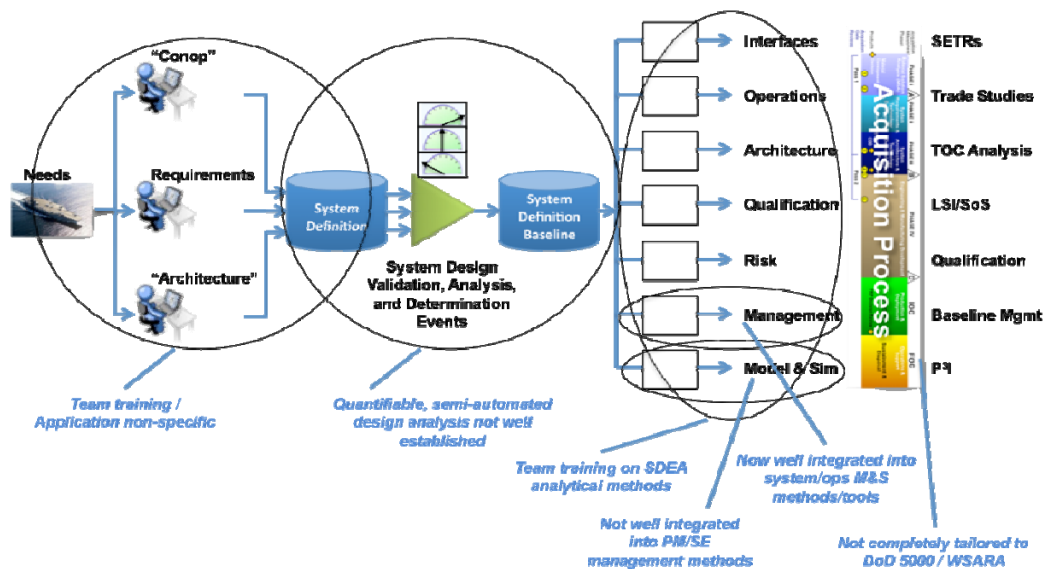 "Conop"
Needs
Requirements
"Architecture"
System
Definition
System Design
Validation, Analysis,
and Determination
Events
System
Definition
Baseline
Interfaces
Operations
Architecture
Qualification
Risk
Management
Model & Sim
Acquisition Process
IOC
FOC
SETRs
Trade Studies
TOC Analysis
LSI/SoS
Qualification
Baseline Mgmt
P³I
Team training /
Application non-specific
Quantifiable, semi-automated
design analysis not well
established
Team training on SDEA
analytical methods
Not well integrated
into PM/SE
management methods
Now well integrated into
system/ops M&S
methods/tools
Not completely tailored to
DoD 5000 / WSARA